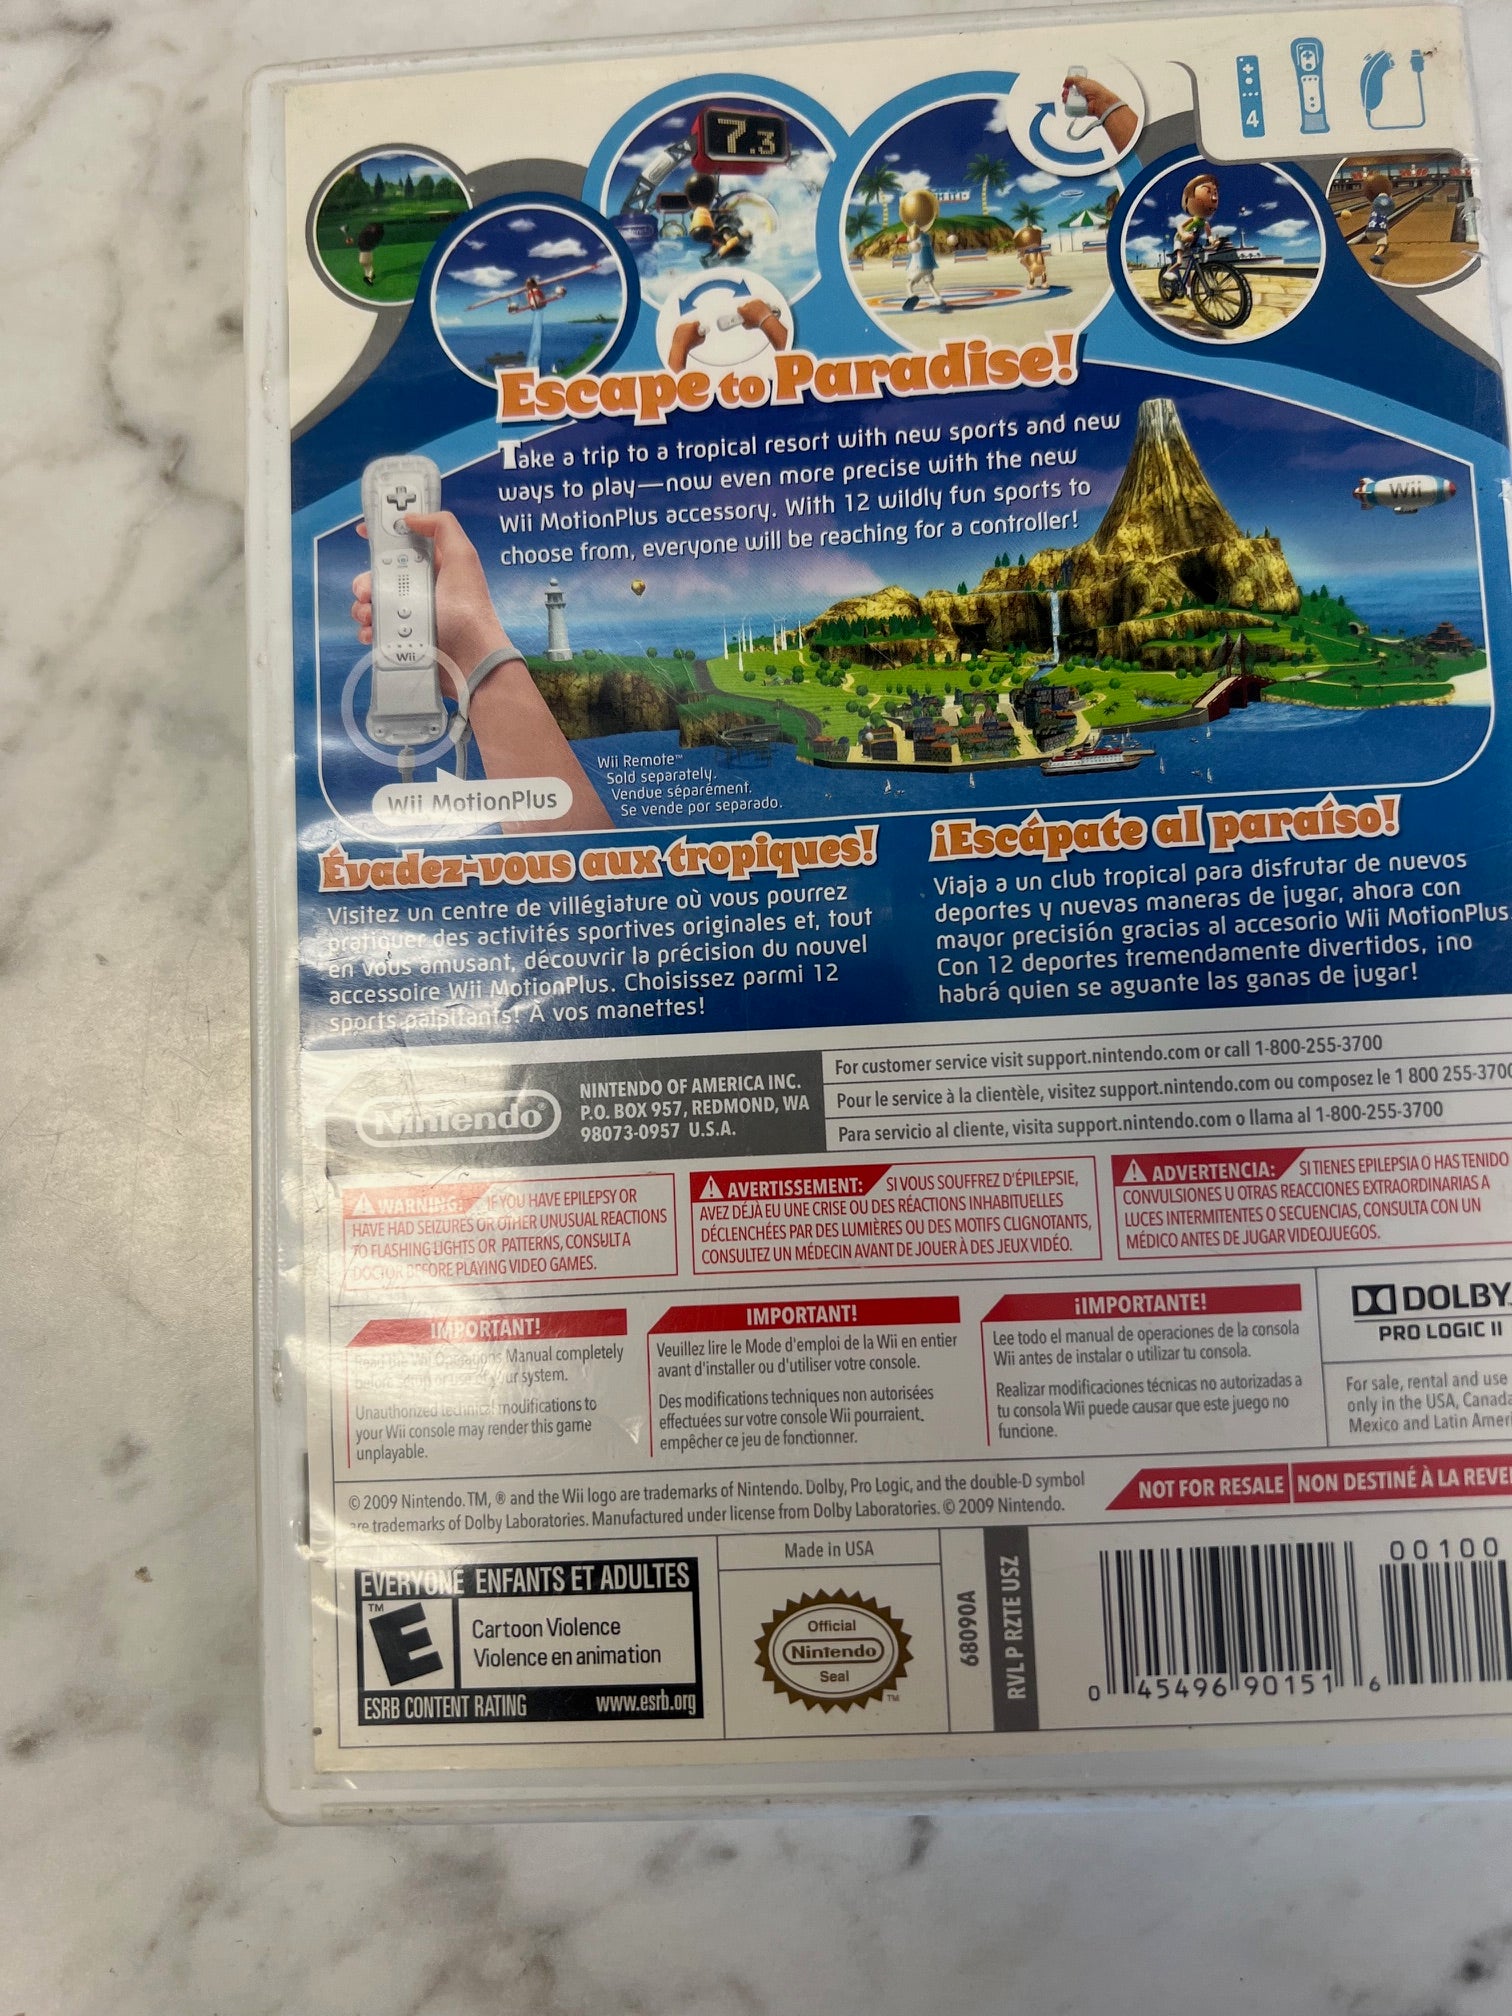 4
7.3
Escape to Paradise!
Take a trip to a tropical resort with new sports and new
ways to play—now even more precise with the new
Wii MotionPlus accessory. With 12 wildly fun sports to
choose from, everyone will be reaching for a controller!
Wii
Wii
Wii Remote™
Sold separately.
Vendue séparément.
Se vende por separado.
Wii MotionPlus
Évadez-vous aux tropiques!
Visitez un centre de villégiature où vous pourrez
pratiquer des activités sportives originales et, tout
en vous amusant, découvrir la précision du nouvel
accessoire Wii MotionPlus. Choisissez parmi 12
sports palpitants! À vos manettes!
¡Escápate al paraíso!
Viaja a un club tropical para disfrutar de nuevos
deportes y nuevas maneras de jugar, ahora con
mayor precisión gracias al accesorio Wii MotionPlus
Con 12 deportes tremendamente divertidos, ¡no
habrá quien se aguante las ganas de jugar!
Nintendo®
NINTENDO OF AMERICA INC.
P.O. BOX 957, REDMOND, WA
98073-0957 U.S.A.
For customer service visit support.nintendo.com or call 1-800-255-3700
Pour le service à la clientèle, visitez support.nintendo.com ou composez le 1 800 255-3700
Para servicio al cliente, visita support.nintendo.com o llama al 1-800-255-3700
WARNING: IF YOU HAVE EPILEPSY OR
HAVE HAD SEIZURES OR OTHER UNUSUAL REACTIONS
TO FLASHING LIGHTS OR PATTERNS, CONSULT A
DOCTOR BEFORE PLAYING VIDEO GAMES.
AVERTISSEMENT: SI VOUS SOUFFREZ D'ÉPILEPSIE,
AVEZ DÉJÀ EU UNE CRISE OU DES RÉACTIONS INHABITUELLES
DÉCLENCHÉES PAR DES LUMIÈRES OU DES MOTIFS CLIGNOTANTS,
CONSULTEZ UN MÉDECIN AVANT DE JOUER À DES JEUX VIDÉO.
ADVERTENCIA: SI TIENES EPILEPSIA O HAS TENIDO
CONVULSIONES U OTRAS REACCIONES EXTRAORDINARIAS A
LUCES INTERMITENTES O SECUENCIAS, CONSULTA CON UN
MÉDICO ANTES DE JUGAR VIDEOJUEGOS.
IMPORTANT!
Read the Wii Operations Manual completely
before setup or use of your system.
Unauthorized technical modifications to
your Wii console may render this game
unplayable.
IMPORTANT!
Veuillez lire le Mode d'emploi de la Wii en entier
avant d'installer ou d'utiliser votre console.
Des modifications techniques non autorisées
effectuées sur votre console Wii pourraient
empêcher ce jeu de fonctionner.
¡IMPORTANTE!
Lee todo el manual de operaciones de la consola
Wii antes de instalar o utilizar tu consola.
Realizar modificaciones técnicas no autorizadas a
tu consola Wii puede causar que este juego no
funcione.
DOLBY
PRO LOGIC II
For sale, rental and use
only in the USA, Canada
Mexico and Latin Ameri
© 2009 Nintendo. TM, ® and the Wii logo are trademarks of Nintendo. Dolby, Pro Logic, and the double-D symbol
are trademarks of Dolby Laboratories. Manufactured under license from Dolby Laboratories. © 2009 Nintendo.
NOT FOR RESALE NON DESTINÉ À LA REVE
EVERYONE ENFANTS ET ADULTES
E TM
Cartoon Violence
Violence en animation
ESRB CONTENT RATING www.esrb.org
Made in USA
Official
Nintendo
Seal
TM
68090A
RVL P RZTE USZ
0 45496 90151 6
00100